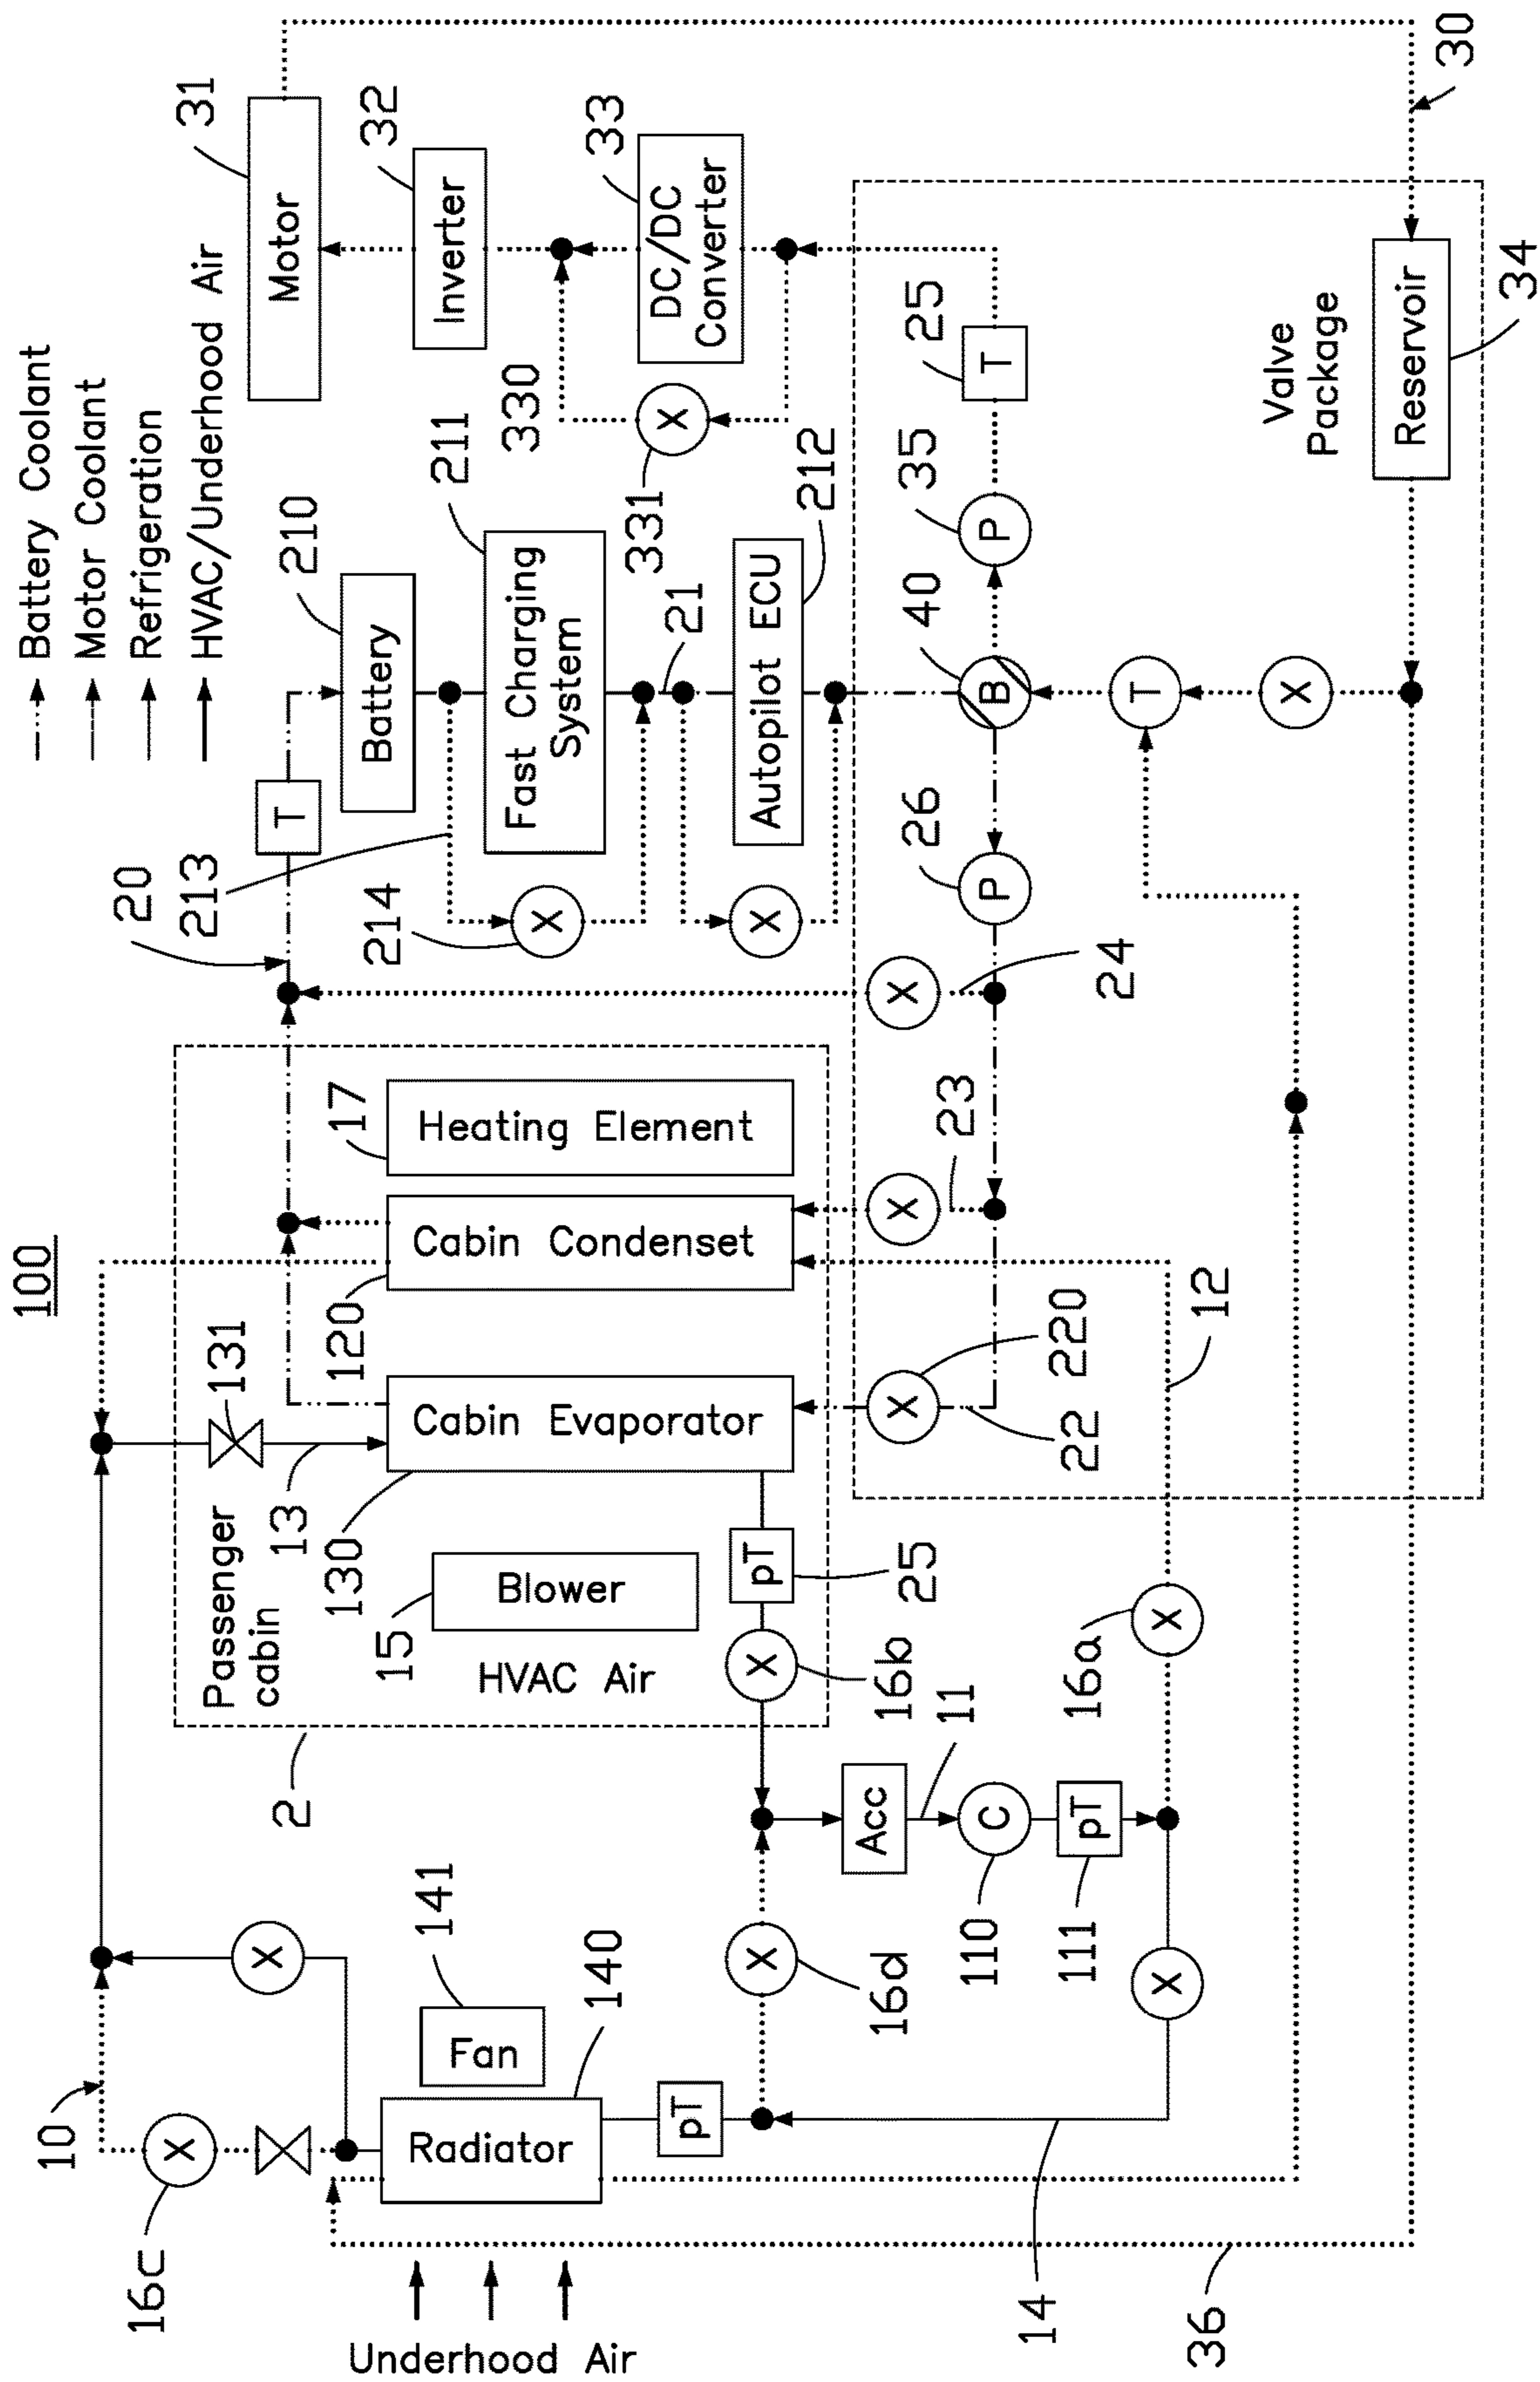 100
Battery Coolant
Motor Coolant
Refrigeration
HVAC/Underhood Air
10
16c
X
X
131
13
Passenger
cabin
2
20
T
213
210
Battery
214
X
211
Fast Charging
System
21
X
212
Autopilot ECU
31
Motor
32
Inverter
33
DC/DC
Converter
330
331
X
30
Underhood Air
Radiator
140
Fan
141
pT
15
Blower
HVAC Air
130
Cabin Evaporator
120
Cabin Condenset
17
Heating Element
pT
25
X
16b
X
16d
Acc
11
C
110
pT
111
X
14
X
16a
12
X
220
22
X
23
X
24
P
26
B
40
P
35
T
25
T
X
Valve
Package
Reservoir
34
36